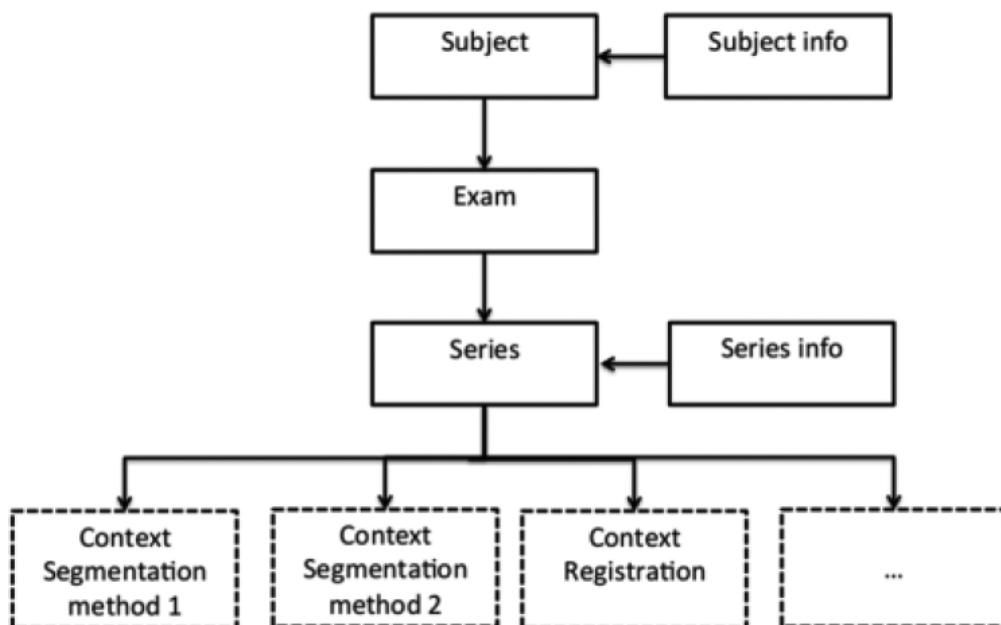 Subject
Subject info
Exam
Series
Series info
Context
Segmentation
method 1
Context
Segmentation
method 2
Context
Registration
...